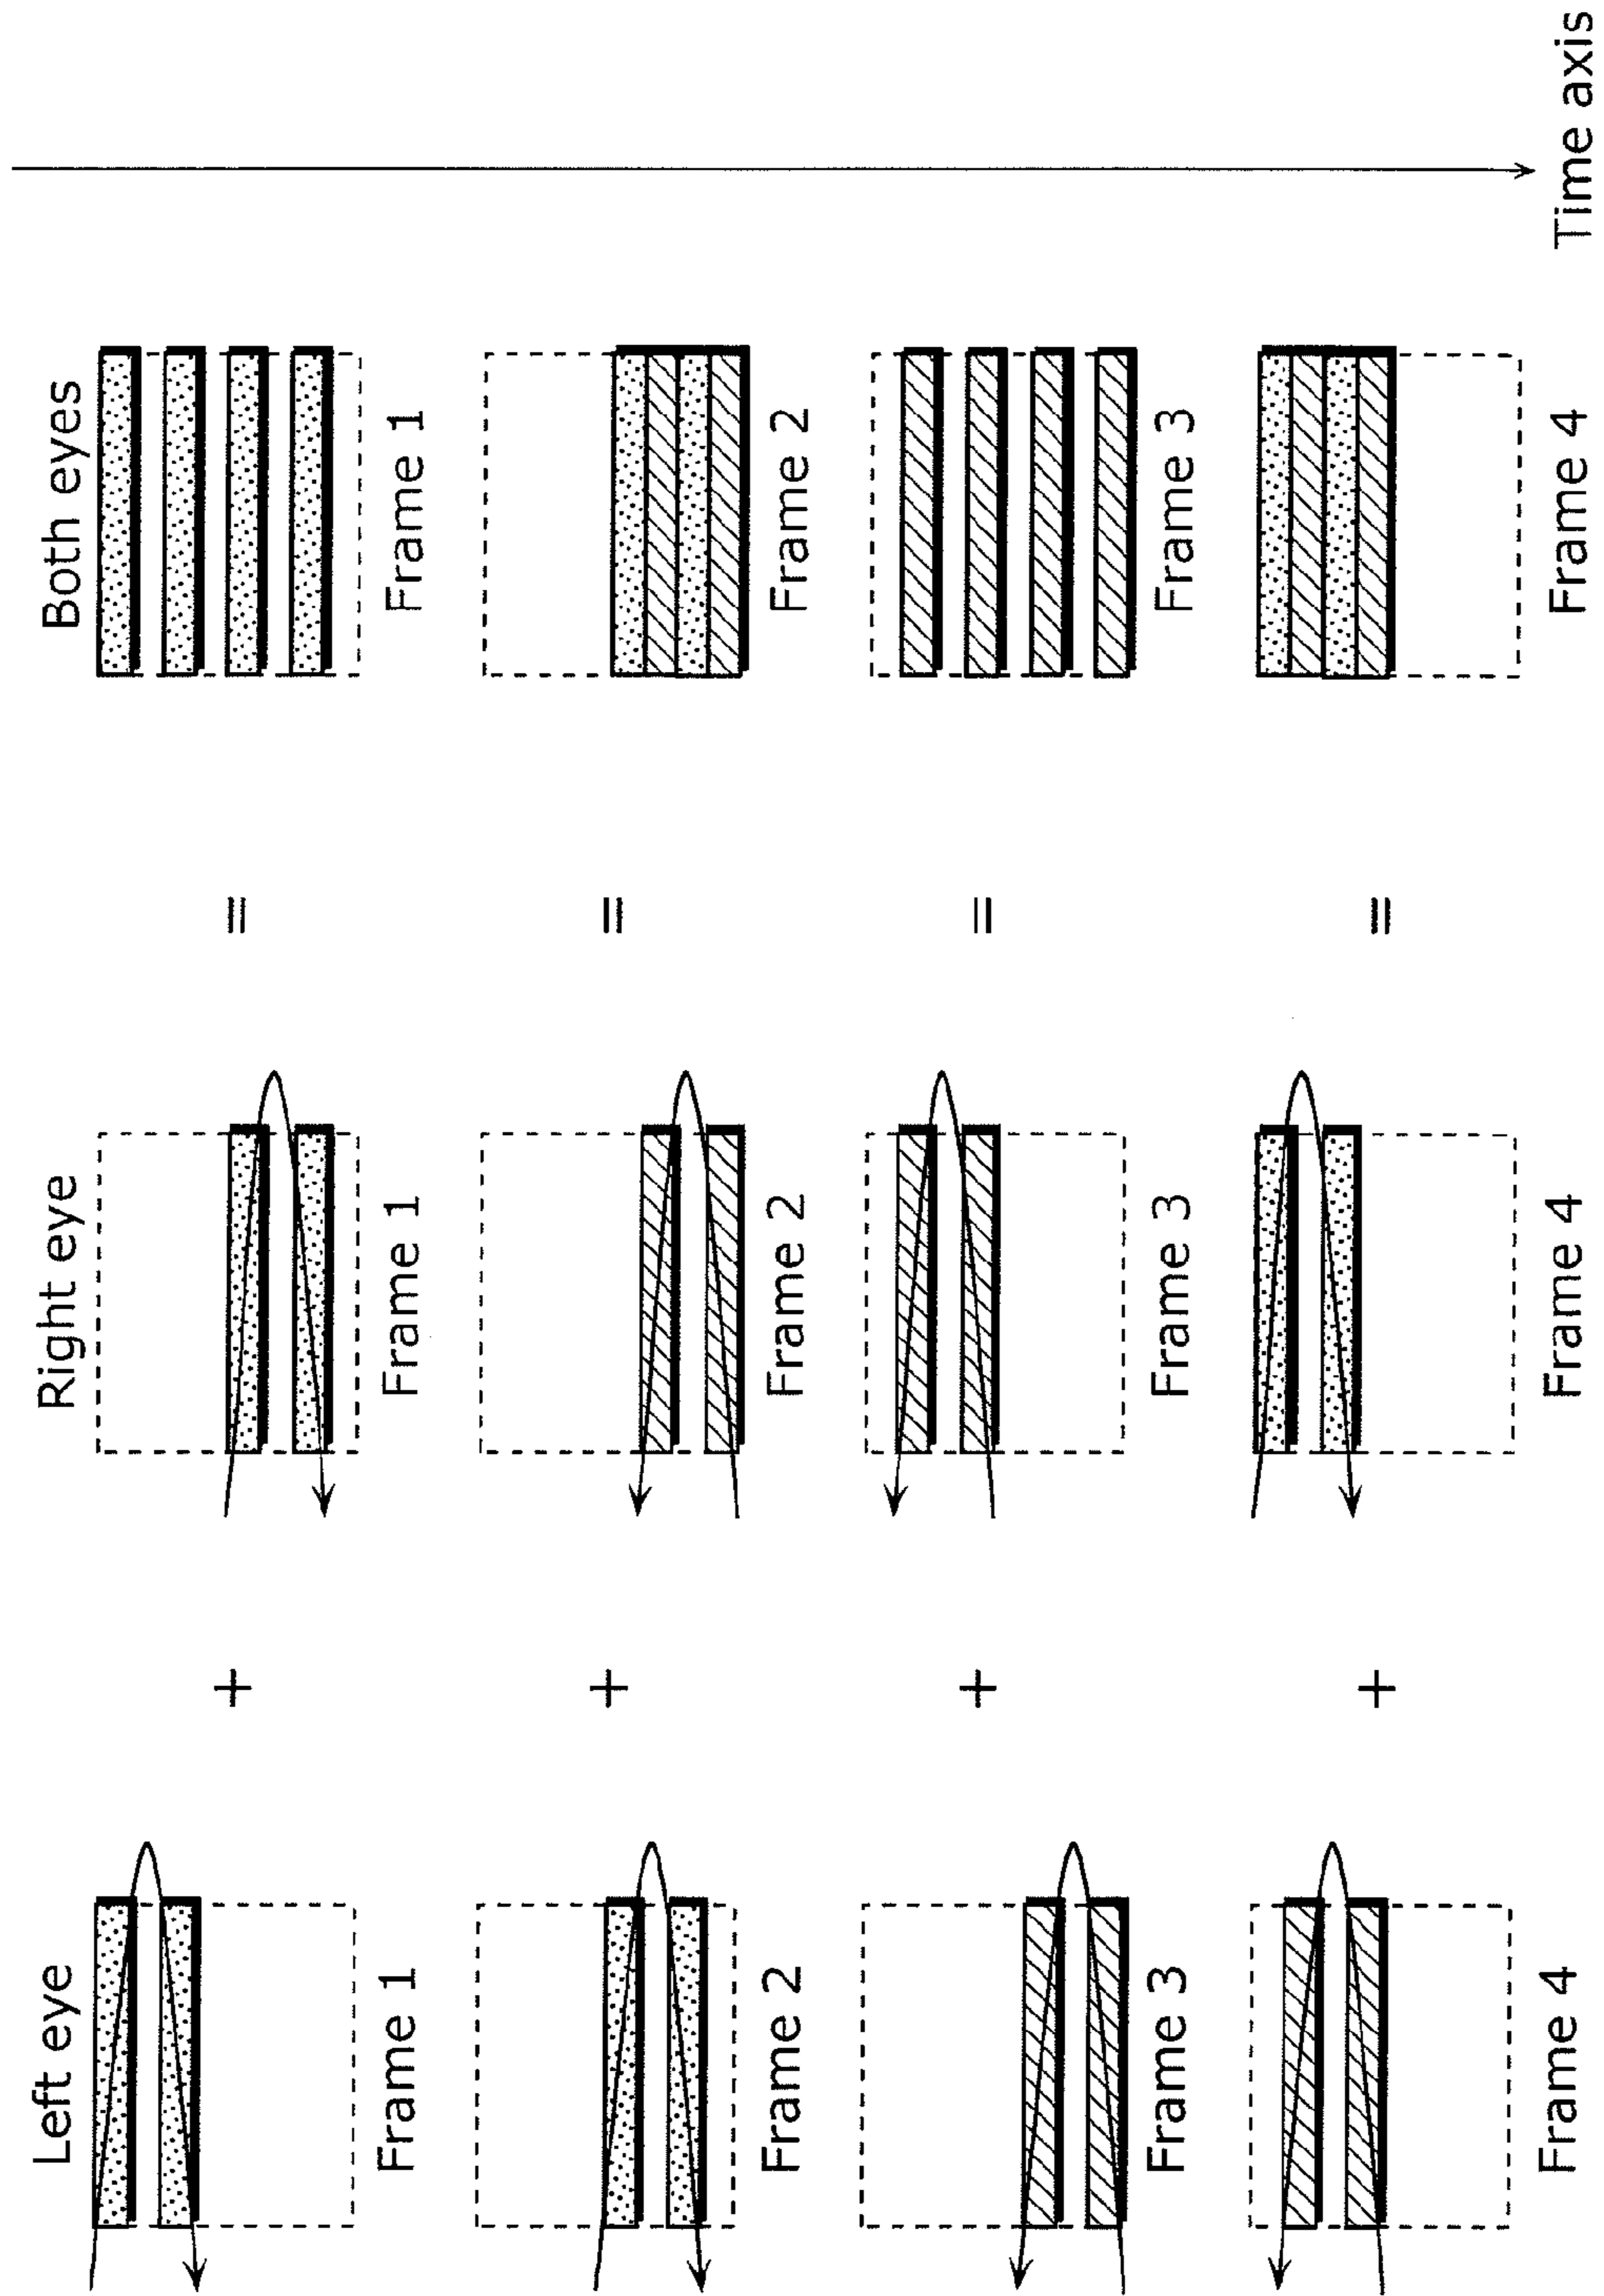 Left eye
Right eye
Both eyes
+ =
Frame 1
Frame 1
Frame 1
+ =
Frame 2
Frame 2
Frame 2
+ =
Frame 3
Frame 3
Frame 3
+ =
Frame 4
Frame 4
Frame 4
Time axis